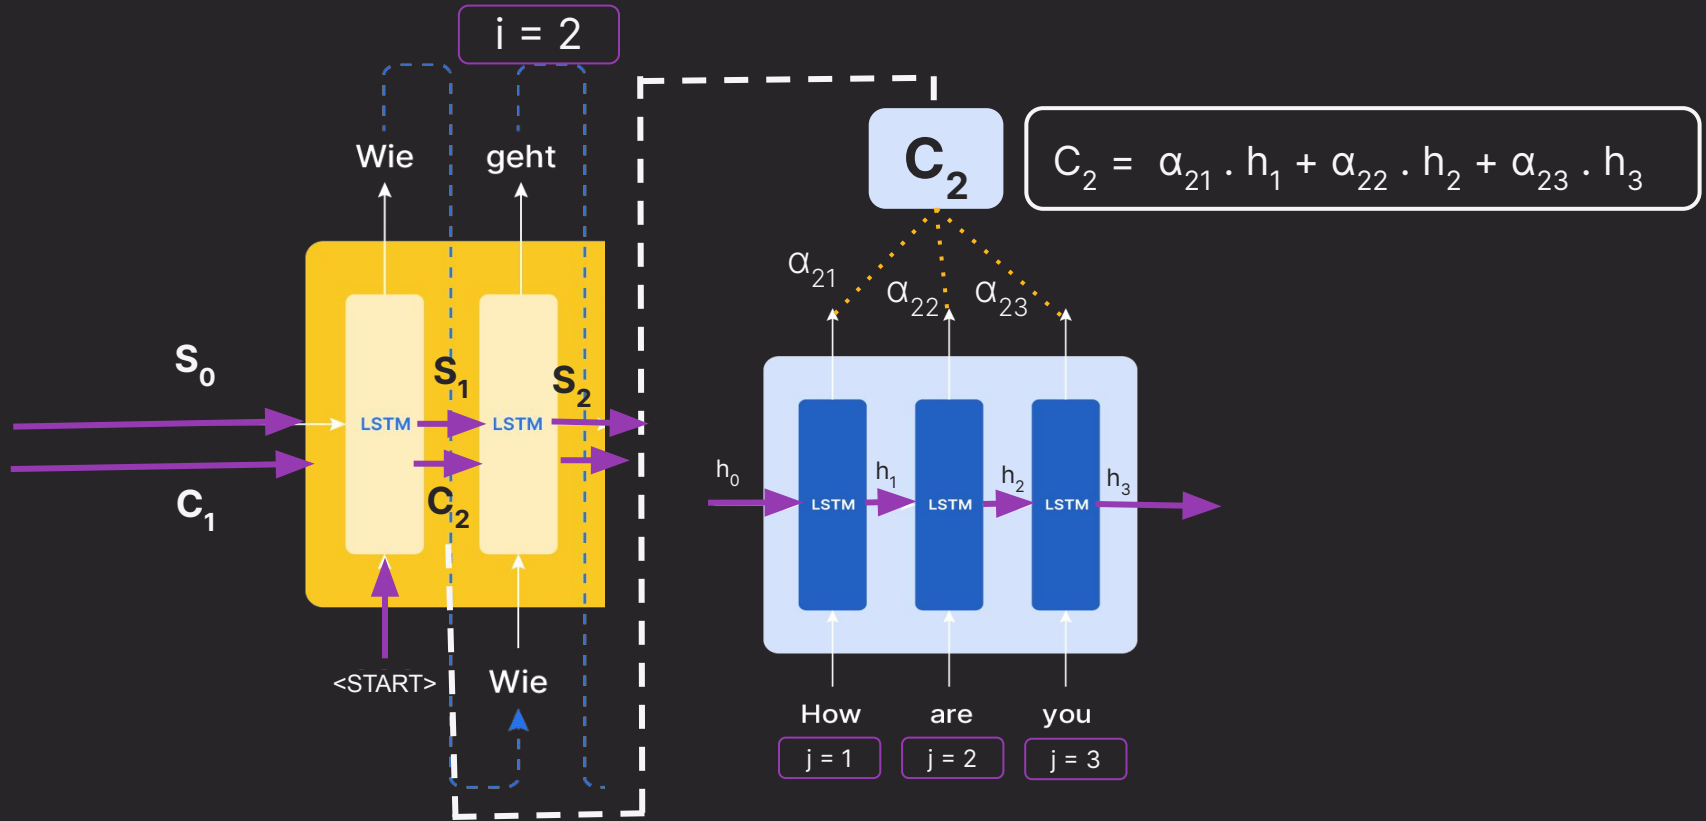 i = 2
Wie geht
C₂
C₂ = α₂₁ . h₁ + α₂₂ . h₂ + α₂₃ . h₃
α₂₁ α₂₂ α₂₃
S₀
S₁
S₂
LSTM LSTM
C₁
C₂
<START> Wie
h₀ h₁ h₂ h₃
LSTM LSTM LSTM
How are you
j = 1 j = 2 j = 3